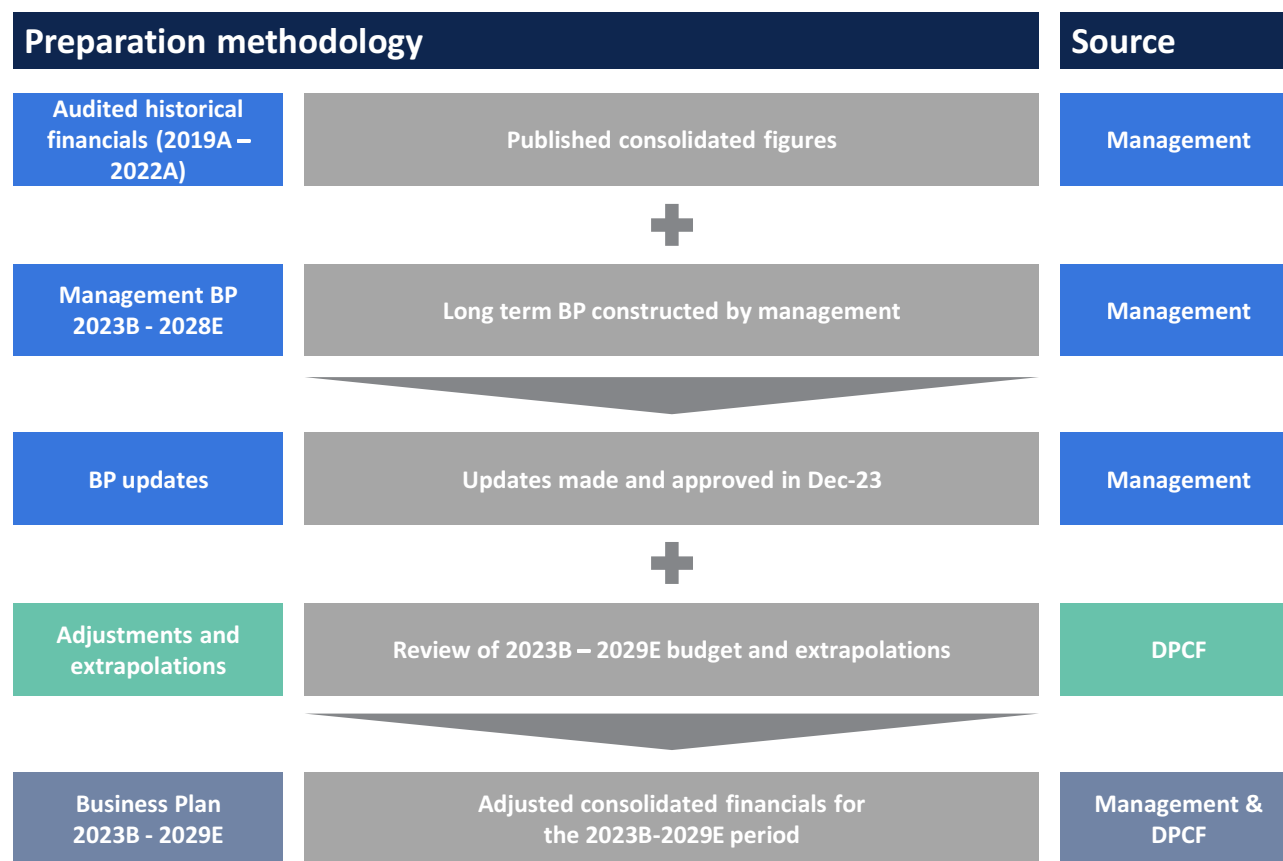 Preparation methodology
Source
Audited historical
financials (2019A –
2022A)
Published consolidated figures
Management
Management BP
2023B - 2028E
Long term BP constructed by management
Management
BP updates
Updates made and approved in Dec-23
Management
Adjustments and
extrapolations
Review of 2023B – 2029E budget and extrapolations
DPCF
Business Plan
2023B - 2029E
Adjusted consolidated financials for
the 2023B-2029E period
Management &
DPCF